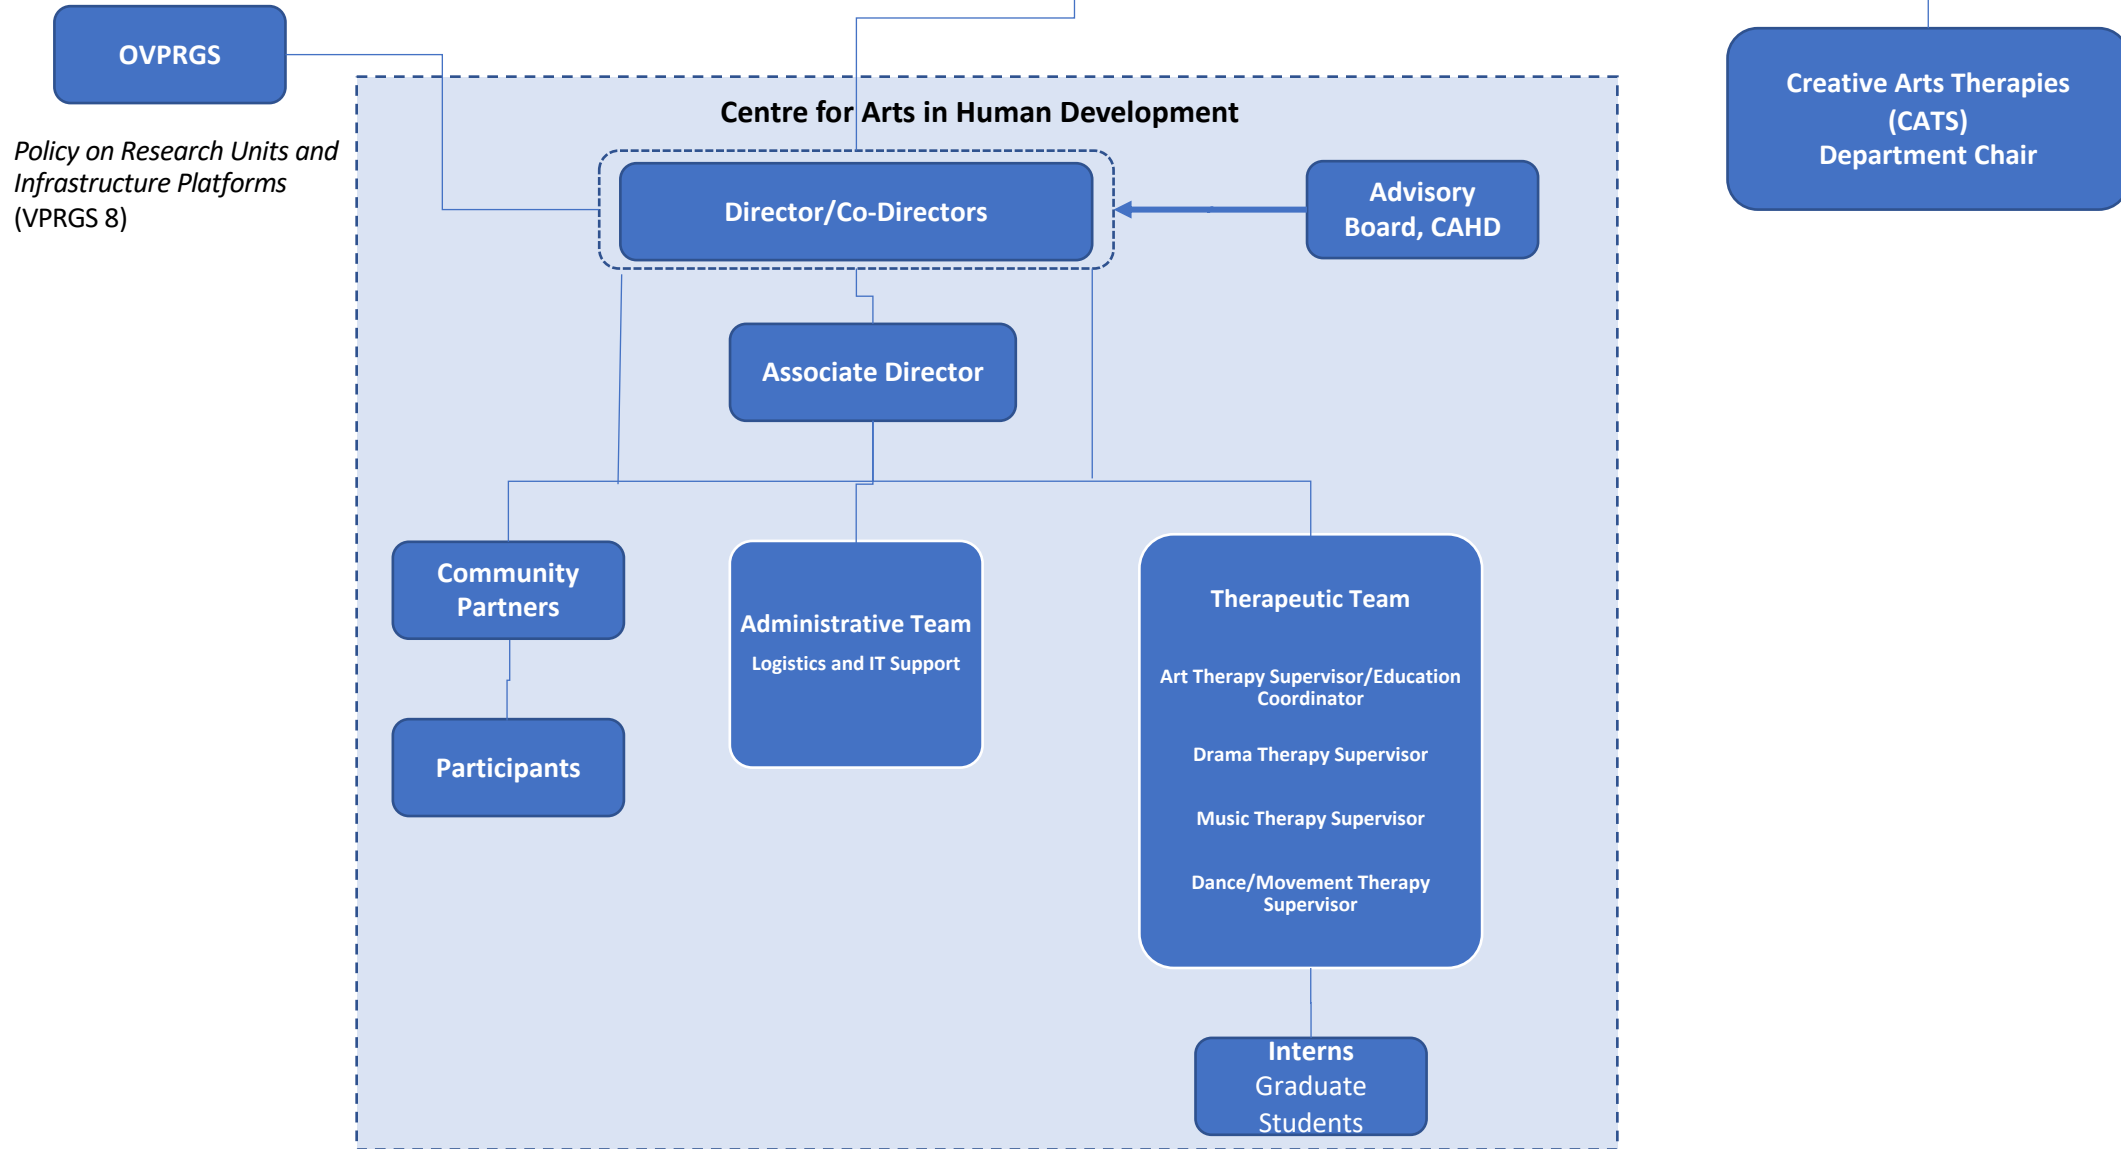 OVPRGS
Policy on Research Units and
Infrastructure Platforms
(VPRGS 8)
Creative Arts Therapies
(CATS)
Department Chair
Centre for Arts in Human Development
Director/Co-Directors
Advisory
Board, CAHD
Associate Director
Community
Partners
Participants
Administrative Team
Logistics and IT Support
Therapeutic Team
Art Therapy Supervisor/Education
Coordinator
Drama Therapy Supervisor
Music Therapy Supervisor
Dance/Movement Therapy
Supervisor
Interns
Graduate
Students